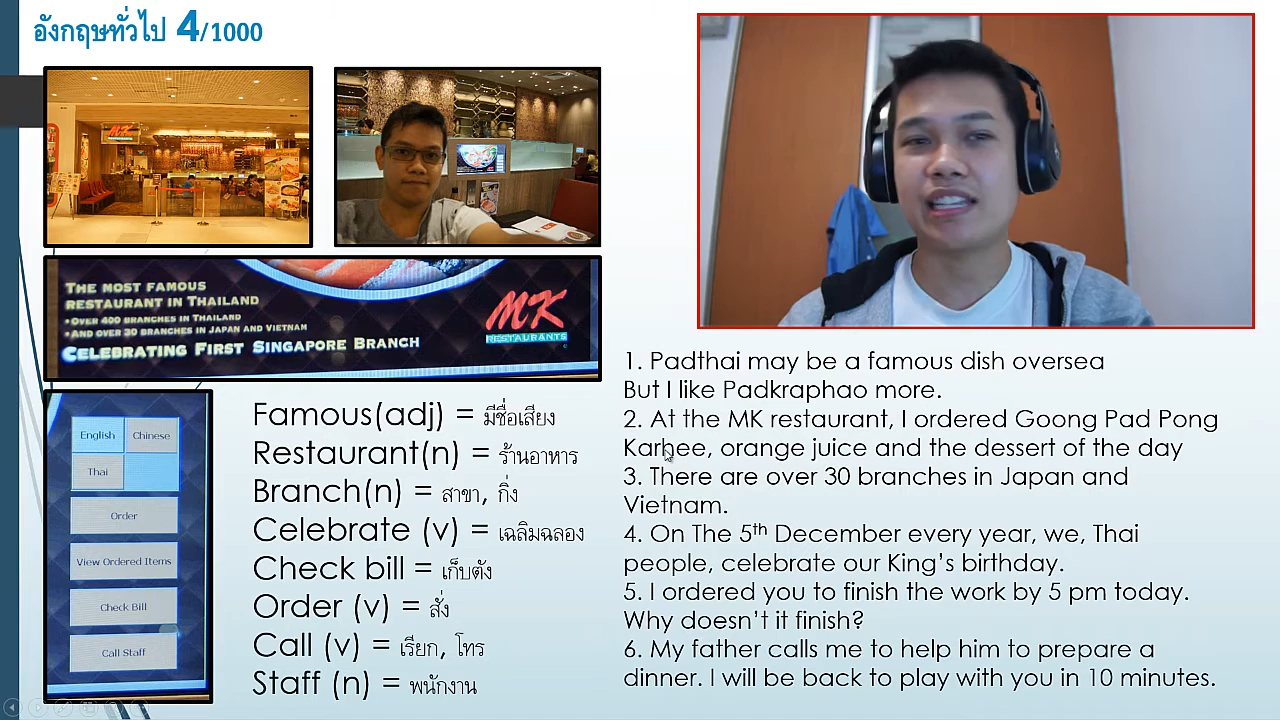 อังกฤษทั่วไป 4/1000
MK
THE MOST FAMOUS
RESTAURANT IN THAILAND
• OVER 400 BRANCHES IN THAILAND
• AND OVER 30 BRANCHES IN JAPAN AND VIETNAM
CELEBRATING FIRST SINGAPORE BRANCH
MK
RESTAURANTS
English
Chinese
Thai
Order
View Ordered Items
Check Bill
Call Staff
Famous(adj) = มีชื่อเสียง
Restaurant(n) = ร้านอาหาร
Branch(n) = สาขา, กิ่ง
Celebrate (v) = เฉลิมฉลอง
Check bill = เก็บตัง
Order (v) = สั่ง
Call (v) = เรียก, โทร
Staff (n) = พนักงาน
1. Padthai may be a famous dish oversea
But I like Padkraphao more.
2. At the MK restaurant, I ordered Goong Pad Pong
Karhee, orange juice and the dessert of the day
3. There are over 30 branches in Japan and
Vietnam.
4. On The 5th December every year, we, Thai
people, celebrate our King's birthday.
5. I ordered you to finish the work by 5 pm today.
Why doesn't it finish?
6. My father calls me to help him to prepare a
dinner. I will be back to play with you in 10 minutes.